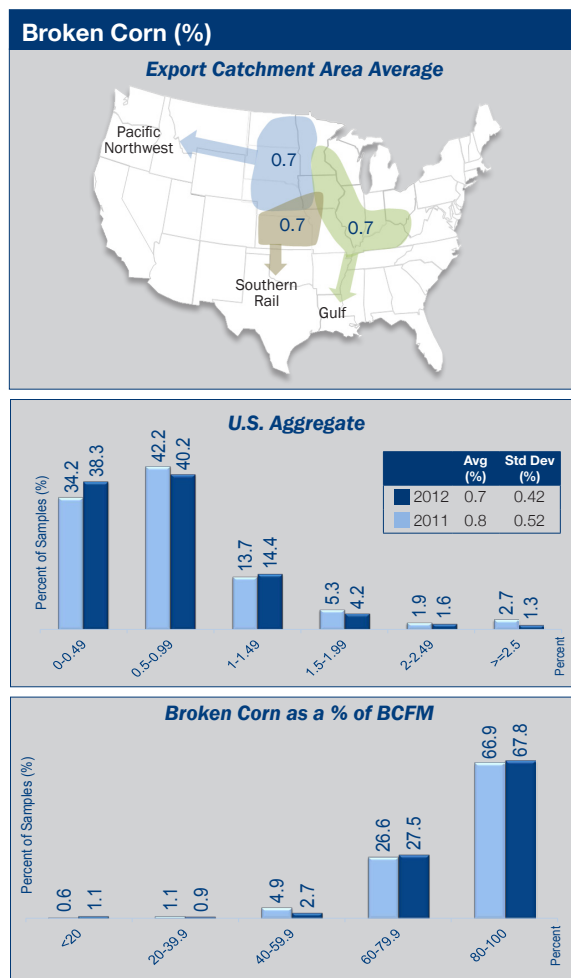 Broken Corn (%)
Export Catchment Area Average
Pacific
Northwest
0.7
0.7
0.7
Southern
Rail
Gulf
U.S. Aggregate
Percent of Samples (%)
34.2
38.3
42.2
40.2
13.7
14.4
5.3
4.2
1.9
1.6
2.7
1.3
Avg
(%)
Std Dev
(%)
2012 0.7 0.42
2011 0.8 0.52
0-0.49
0.5-0.99
1-1.49
1.5-1.99
2-2.49
>=2.5
Percent
Broken Corn as a % of BCFM
Percent of Samples (%)
0.6
1.1
1.1
0.9
4.9
2.7
26.6
27.5
66.9
67.8
<20
20-39.9
40-59.9
60-79.9
80-100
Percent